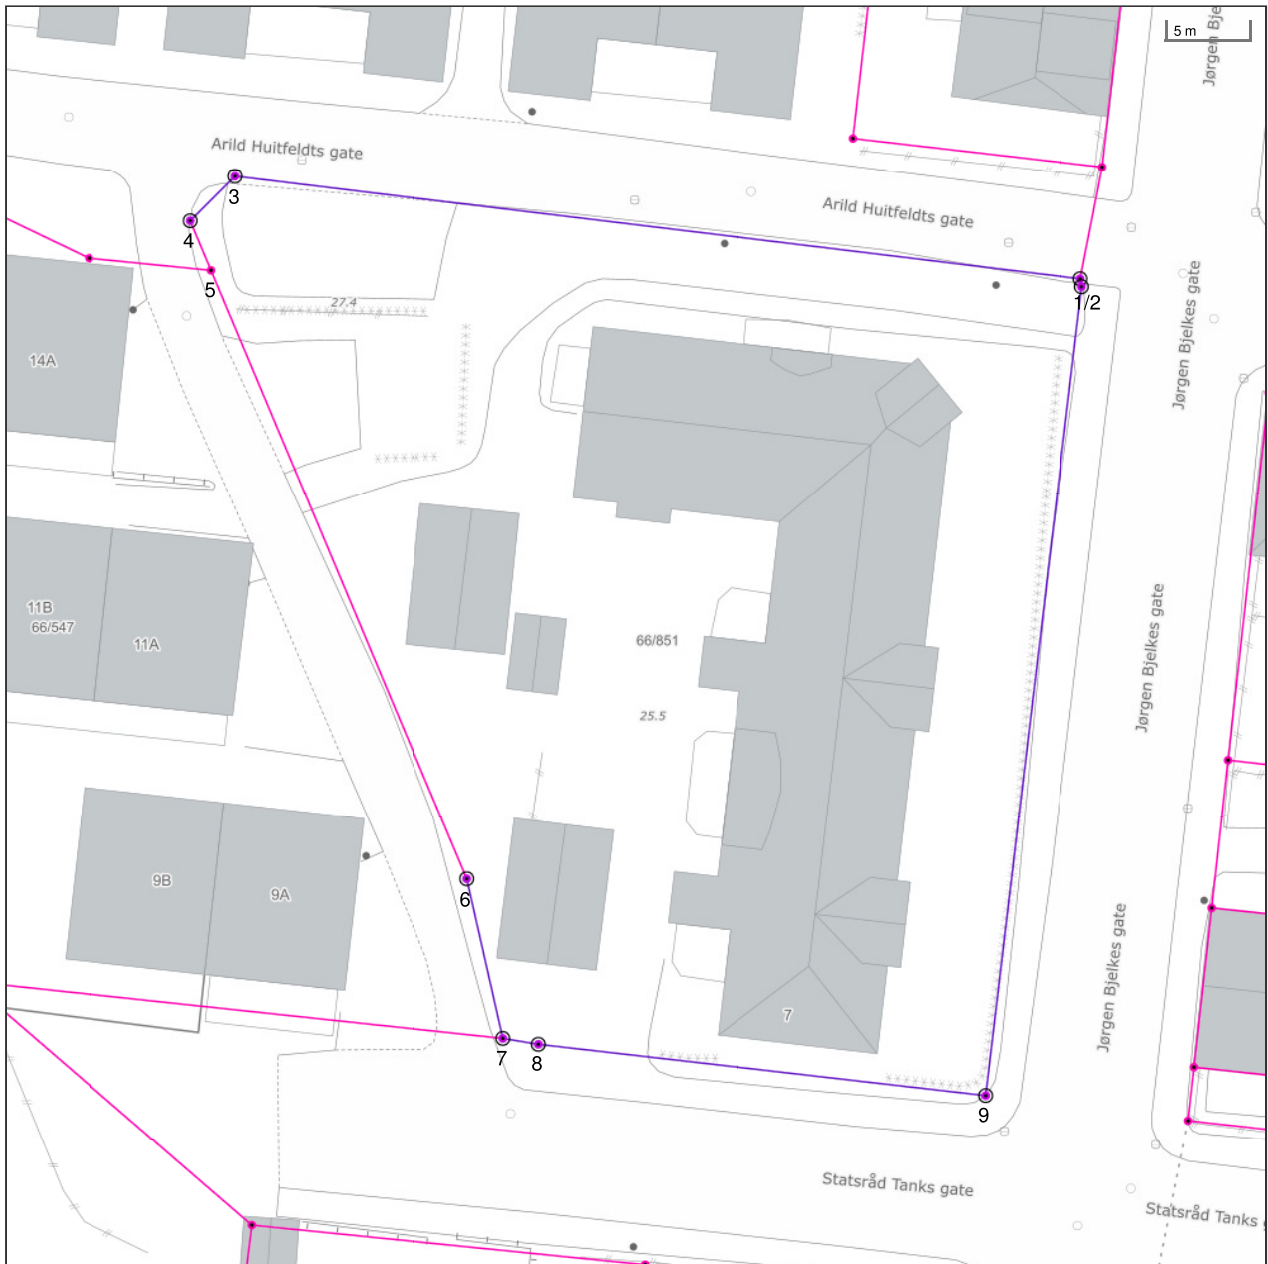 5 m
Jørgen Bje
Arild Huitfeldts gate
3
Arild Huitfeldts gate
4
5
27.4
1/2
Jørgen Bjelkes gate
14A
11B
66/547
11A
66/851
25.5
Jørgen Bjelkes gate
9B
9A
6
7
Jørgen Bjelkes gate
7
8
9
Statsråd Tanks gate
Statsråd Tanks